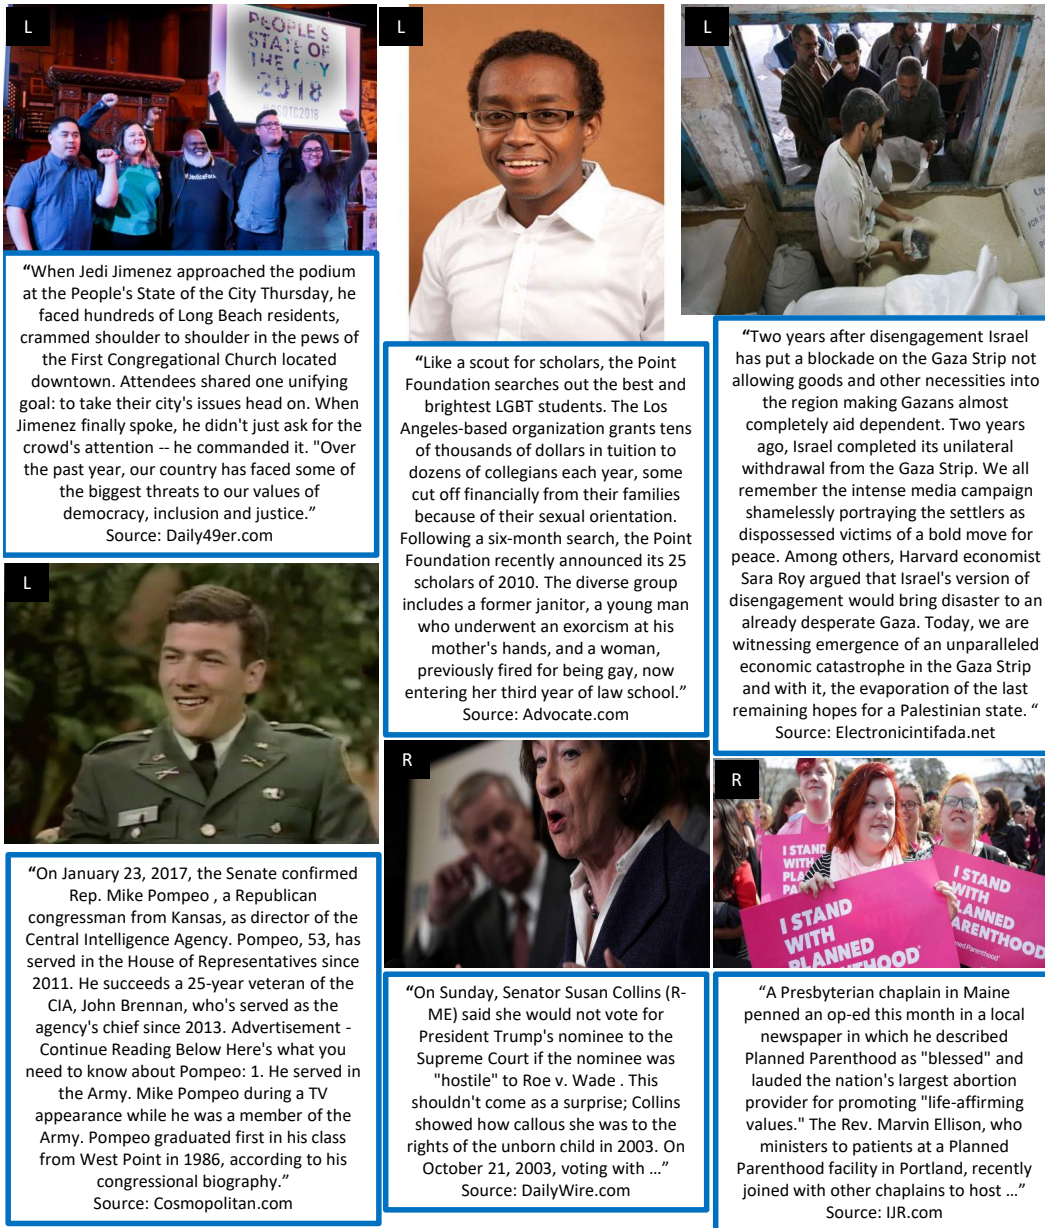 L
PEOPLE'S
STATE OF
THE CITY
2018
#PSOTC2018
"When Jedi Jimenez approached the podium
at the People's State of the City Thursday, he
faced hundreds of Long Beach residents,
crammed shoulder to shoulder in the pews of
the First Congregational Church located
downtown. Attendees shared one unifying
goal: to take their city's issues head on. When
Jimenez finally spoke, he didn't just ask for the
crowd's attention -- he commanded it. "Over
the past year, our country has faced some of
the biggest threats to our values of
democracy, inclusion and justice.”
Source: Daily49er.com
L
“Like a scout for scholars, the Point
Foundation searches out the best and
brightest LGBT students. The Los
Angeles-based organization grants tens
of thousands of dollars in tuition to
dozens of collegians each year, some
cut off financially from their families
because of their sexual orientation.
Following a six-month search, the Point
Foundation recently announced its 25
scholars of 2010. The diverse group
includes a former janitor, a young man
who underwent an exorcism at his
mother's hands, and a woman,
previously fired for being gay, now
entering her third year of law school.”
Source: Advocate.com
L
“Two years after disengagement Israel
has put a blockade on the Gaza Strip not
allowing goods and other necessities into
the region making Gazans almost
completely aid dependent. Two years
ago, Israel completed its unilateral
withdrawal from the Gaza Strip. We all
remember the intense media campaign
shamelessly portraying the settlers as
dispossessed victims of a bold move for
peace. Among others, Harvard economist
Sara Roy argued that Israel's version of
disengagement would bring disaster to an
already desperate Gaza. Today, we are
witnessing emergence of an unparalleled
economic catastrophe in the Gaza Strip
and with it, the evaporation of the last
remaining hopes for a Palestinian state. “
Source: Electronicintifada.net
L
“On January 23, 2017, the Senate confirmed
Rep. Mike Pompeo , a Republican
congressman from Kansas, as director of the
Central Intelligence Agency. Pompeo, 53, has
served in the House of Representatives since
2011. He succeeds a 25-year veteran of the
CIA, John Brennan, who's served as the
agency's chief since 2013. Advertisement -
Continue Reading Below Here's what you
need to know about Pompeo: 1. He served in
the Army. Mike Pompeo during a TV
appearance while he was a member of the
Army. Pompeo graduated first in his class
from West Point in 1986, according to his
congressional biography.”
Source: Cosmopolitan.com
R
“On Sunday, Senator Susan Collins (R-
ME) said she would not vote for
President Trump's nominee to the
Supreme Court if the nominee was
"hostile" to Roe v. Wade . This
shouldn't come as a surprise; Collins
showed how callous she was to the
rights of the unborn child in 2003. On
October 21, 2003, voting with …”
Source: DailyWire.com
R
I STAND
WITH
I STAND
WITH
PLANNED
PARENTHOOD
I STAND
WITH
PLANNED
“A Presbyterian chaplain in Maine
penned an op-ed this month in a local
newspaper in which he described
Planned Parenthood as "blessed" and
lauded the nation's largest abortion
provider for promoting "life-affirming
values." The Rev. Marvin Ellison, who
ministers to patients at a Planned
Parenthood facility in Portland, recently
joined with other chaplains to host …”
Source: IJR.com